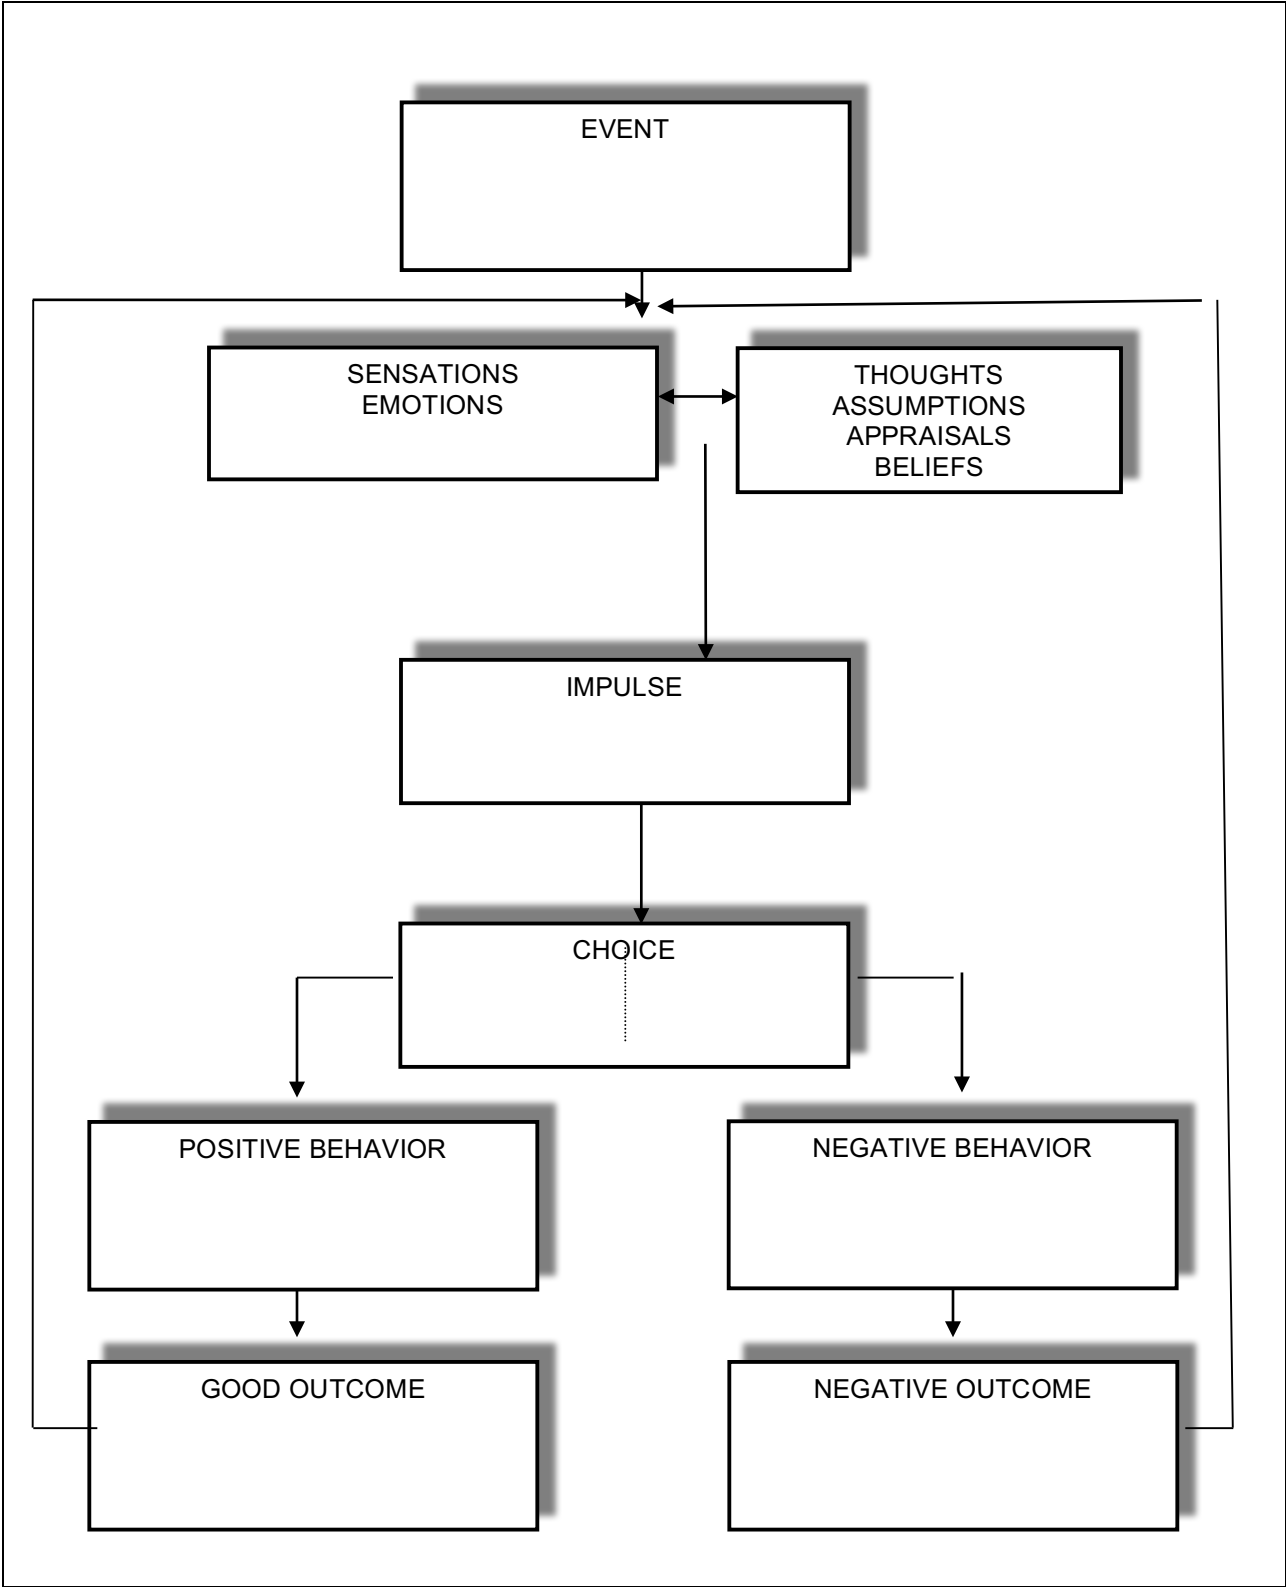 EVENT
SENSATIONS
EMOTIONS
THOUGHTS
ASSUMPTIONS
APPRAISALS
BELIEFS
IMPULSE
CHOICE
POSITIVE BEHAVIOR
NEGATIVE BEHAVIOR
GOOD OUTCOME
NEGATIVE OUTCOME